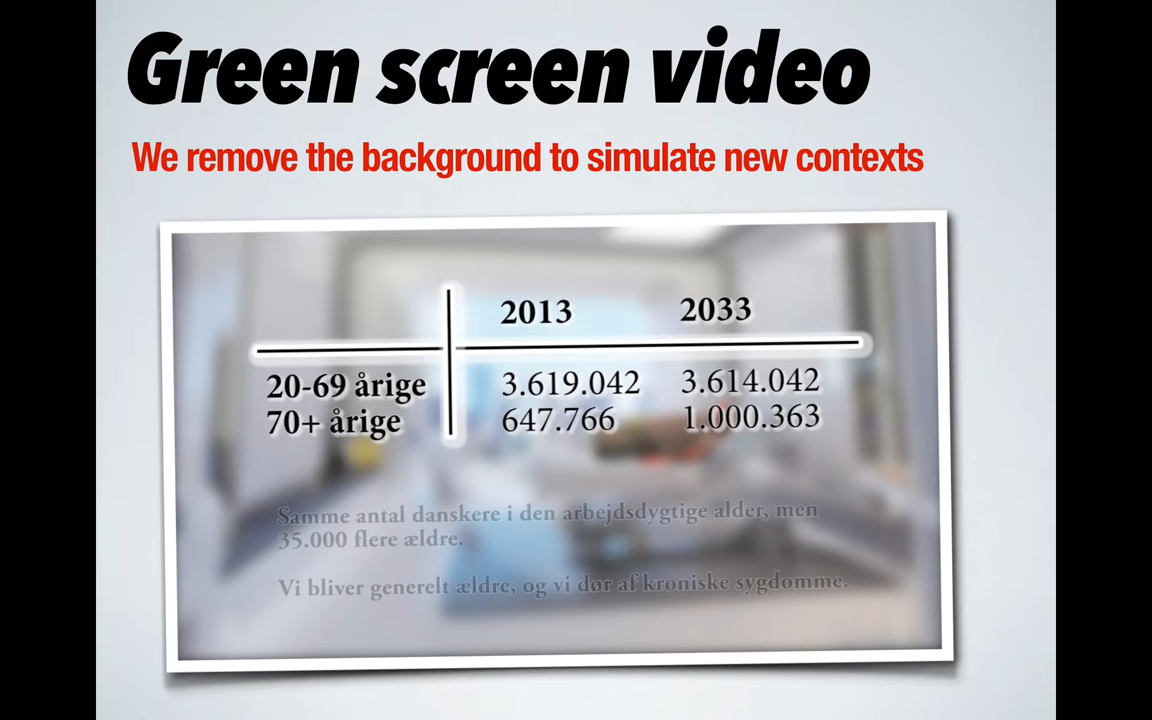 Green screen video
We remove the background to simulate new contexts
2013 2033
20-69 årige 3.619.042 3.614.042
70+ årige 647.766 1.000.363
Samme antal danskere i den arbejdsdygtige alder, men
35.000 flere ældre.
Vi bliver generelt ældre, og vi dør af kroniske sygdomme.